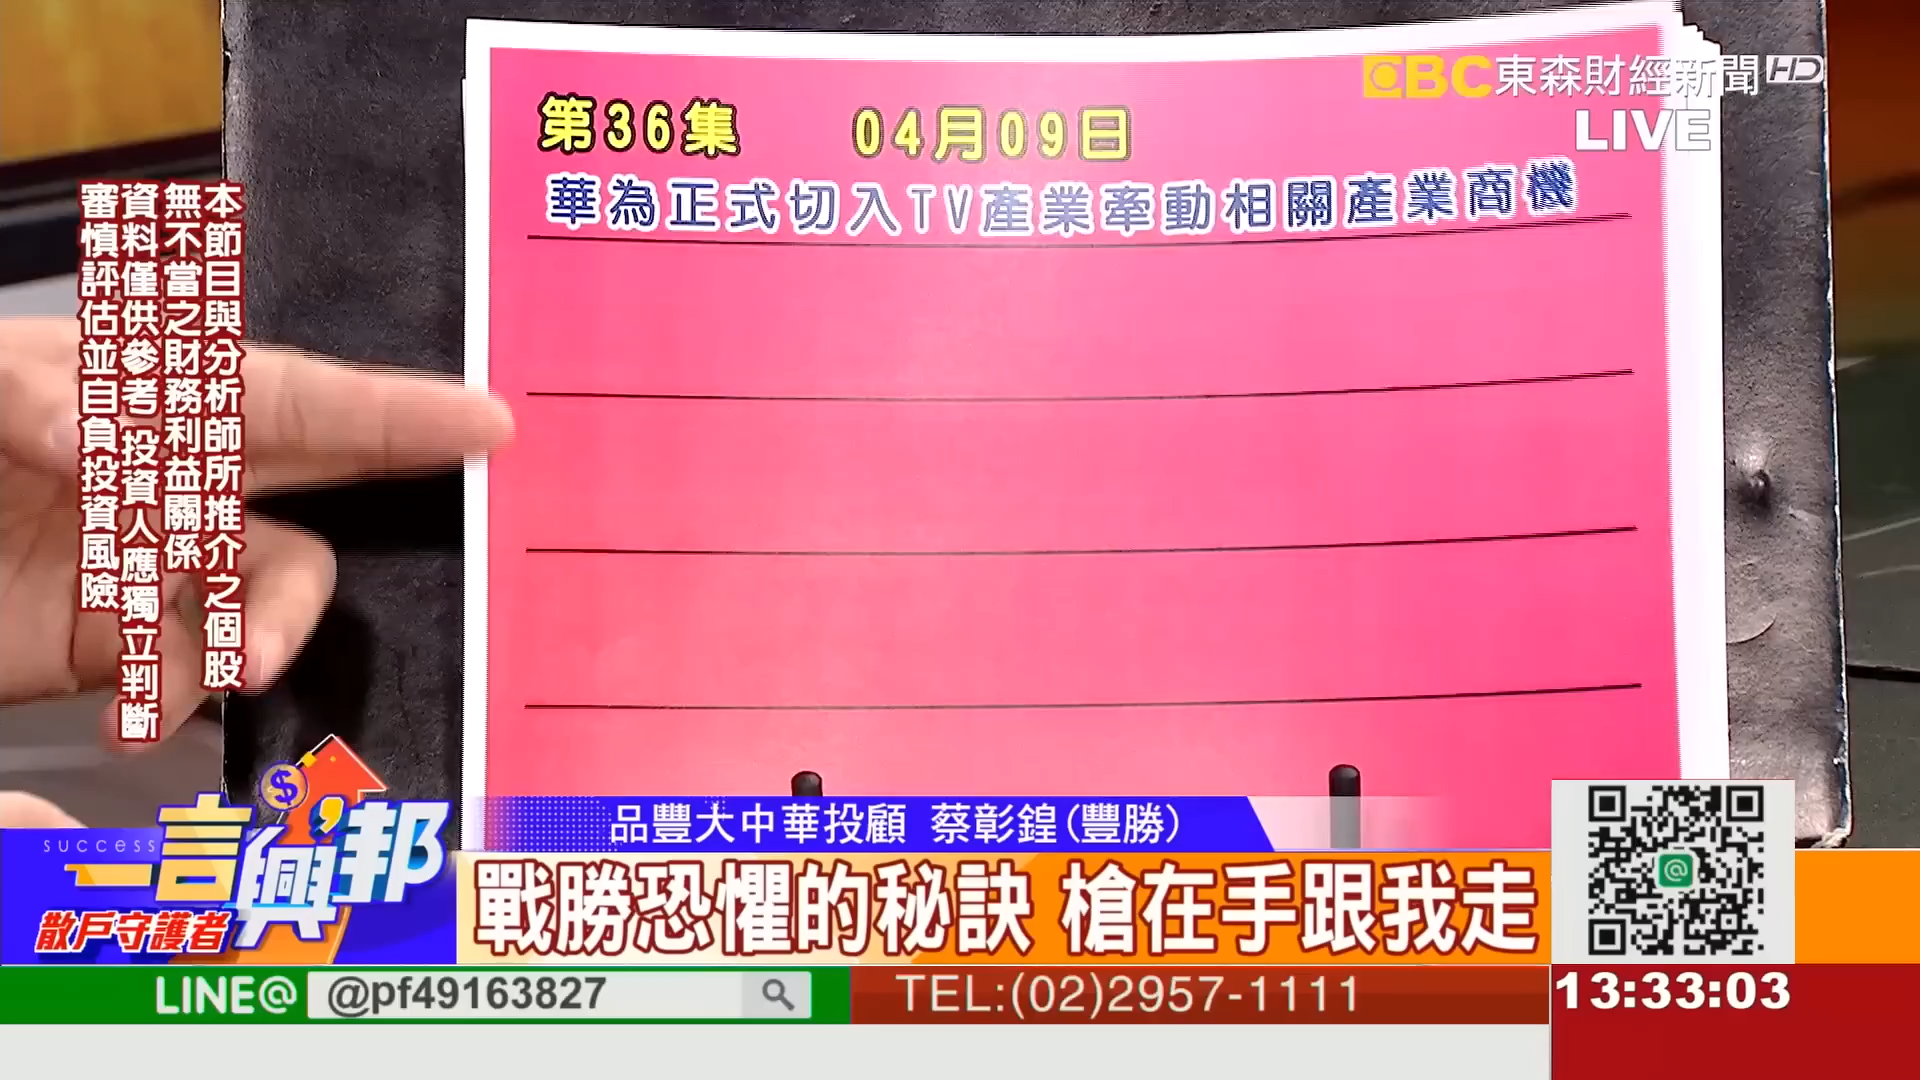 EBC東森財經新聞HD
LIVE
第36集 04月09日
華為正式切入TV產業牽動相關產業商機
本節目與分析師所推介之個股
無不當之財務利益關係
資料僅供參考 投資人應獨立判斷
審慎評估並自負投資風險
success
一言興邦
散戶守護者
品豐大中華投顧 蔡彰鍠(豐勝)
戰勝恐懼的秘訣 槍在手跟我走
LINE@ @pf49163827
TEL:(02)2957-1111
13:33:03